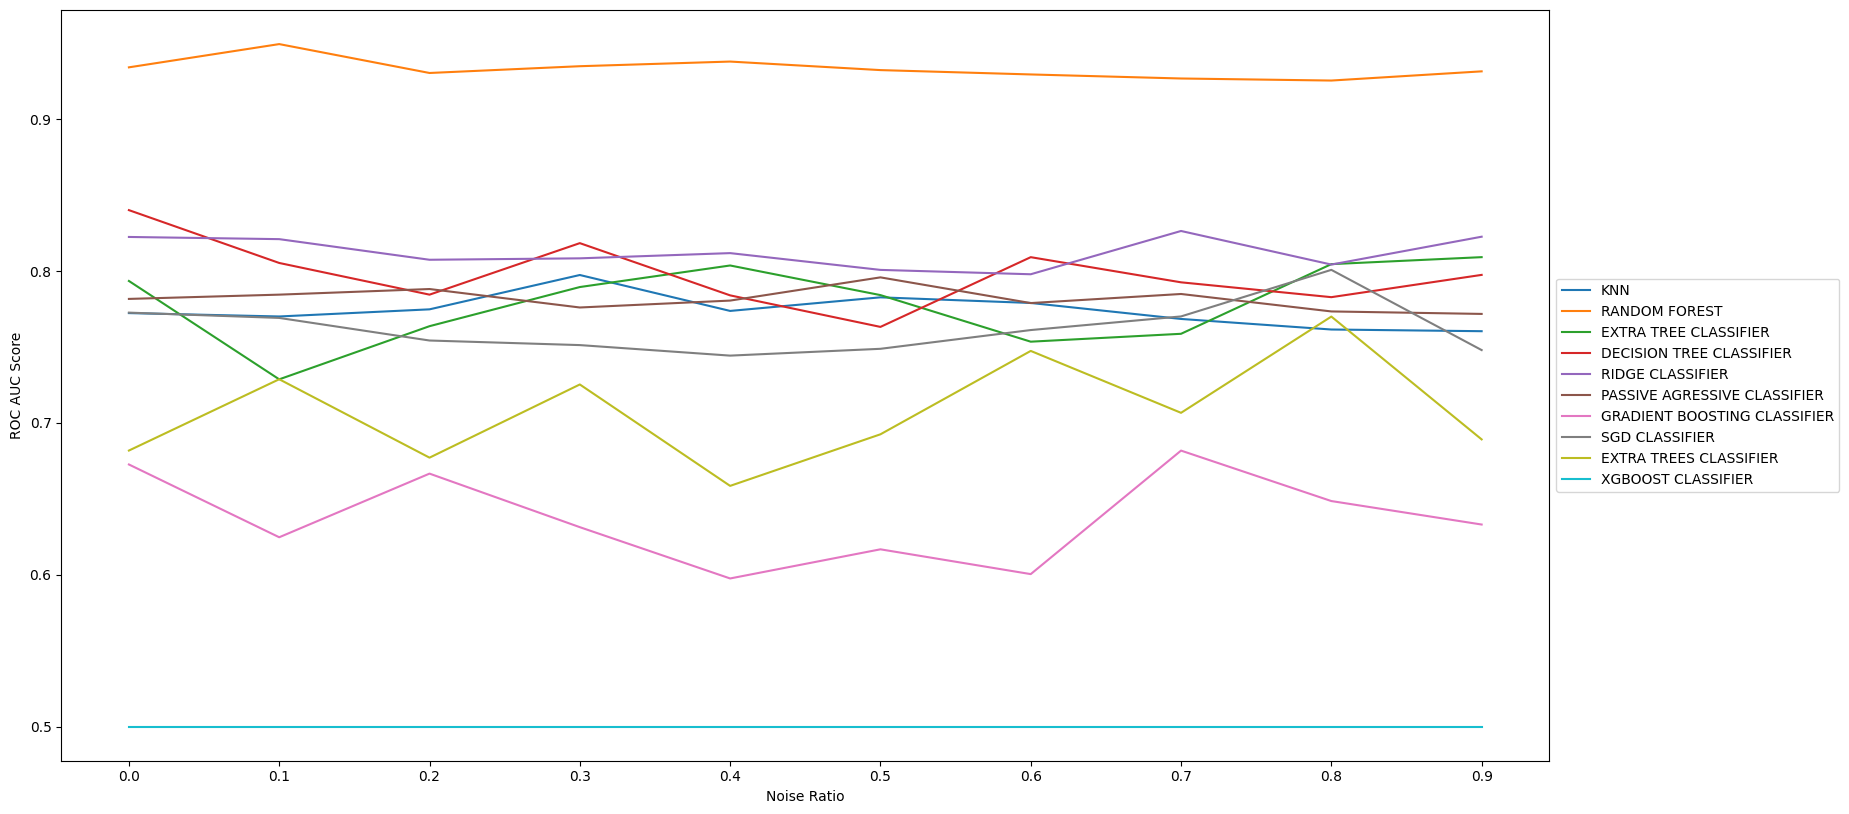 ROC AUC Score
0.9
0.8
0.7
0.6
0.5
0.0 0.1 0.2 0.3 0.4 0.5 0.6 0.7 0.8 0.9
Noise Ratio
KNN
RANDOM FOREST
EXTRA TREE CLASSIFIER
DECISION TREE CLASSIFIER
RIDGE CLASSIFIER
PASSIVE AGRESSIVE CLASSIFIER
GRADIENT BOOSTING CLASSIFIER
SGD CLASSIFIER
EXTRA TREES CLASSIFIER
XGBOOST CLASSIFIER